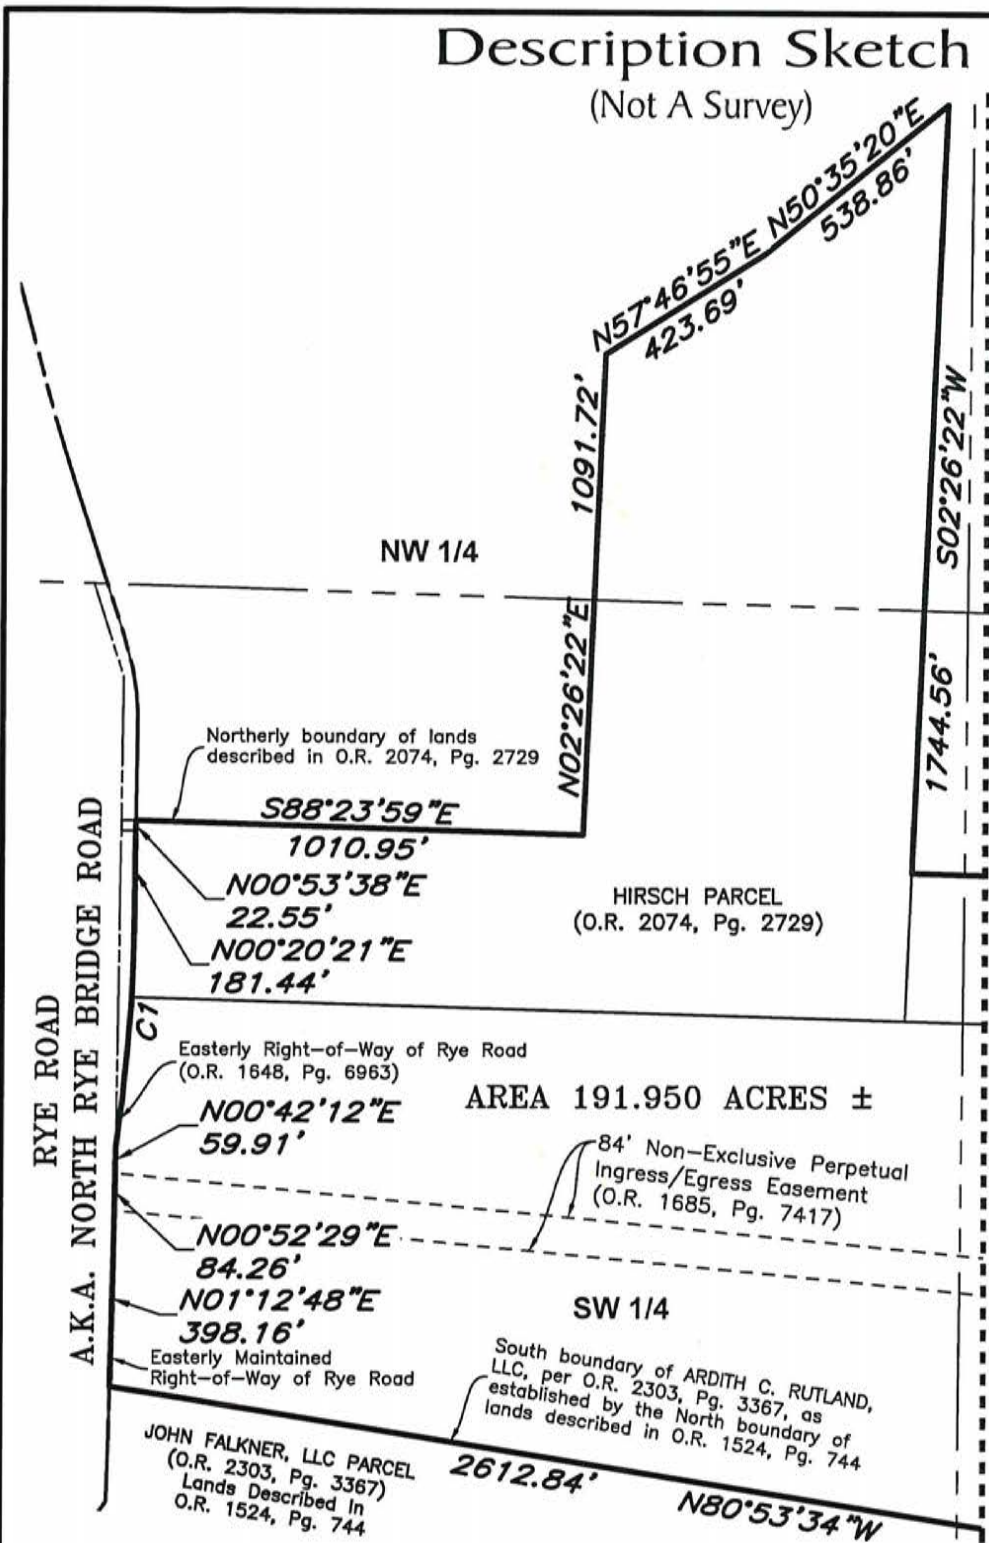 Description Sketch
(Not A Survey)
N50°35'20"E
538.86'
N57°46'55"E
423.69'
1091.72'
N02°26'22"E
S02°26'22"W
1744.56'
NW 1/4
Northerly boundary of lands
described in O.R. 2074, Pg. 2729
S88°23'59"E
1010.95'
N00°53'38"E
22.55'
N00°20'21"E
181.44'
HIRSCH PARCEL
(O.R. 2074, Pg. 2729)
RYE ROAD
A.K.A. NORTH RYE BRIDGE ROAD
C1
Easterly Right-of-Way of Rye Road
(O.R. 1648, Pg. 6963)
N00°42'12"E
59.91'
AREA 191.950 ACRES ±
84' Non-Exclusive Perpetual
Ingress/Egress Easement
(O.R. 1685, Pg. 7417)
N00°52'29"E
84.26'
N01°12'48"E
398.16'
SW 1/4
Easterly Maintained
Right-of-Way of Rye Road
South boundary of ARDITH C. RUTLAND,
LLC, per O.R. 2303, Pg. 3367, as
established by the North boundary of
lands described in O.R. 1524, Pg. 744
JOHN FALKNER, LLC PARCEL
(O.R. 2303, Pg. 3367)
Lands Described In
O.R. 1524, Pg. 744
2612.84'
N80°53'34"W